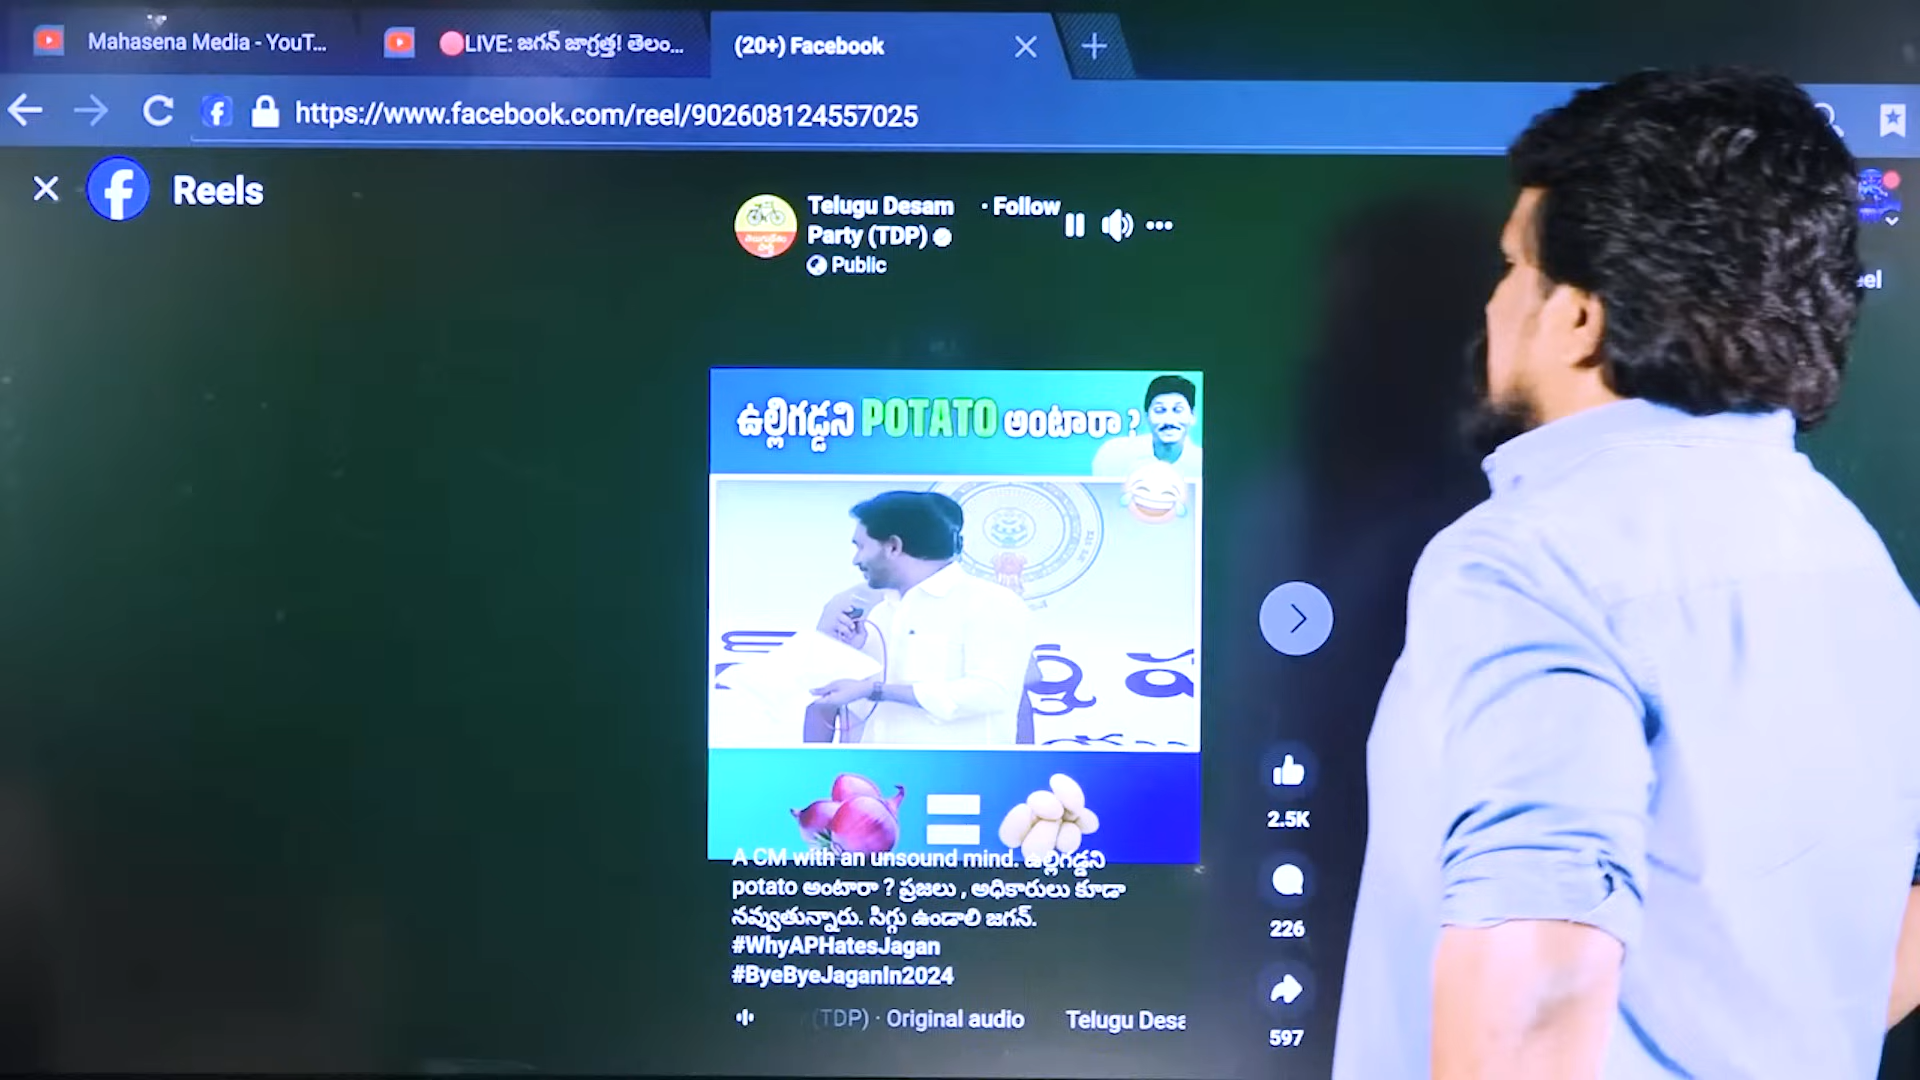 Mahasena Media - YouT...
🔴LIVE: జగన్ జాగ్రత్త! తెలం...
(20+) Facebook
https://www.facebook.com/reel/902608124557025
Reels
Telugu Desam
Party (TDP)
· Follow
Public
ఉల్లిగడ్డని POTATO అంటారా ?
A CM with an unsound mind. ఉల్లిగడ్డని
potato అంటారా ? ప్రజలు , అధికారులు కూడా
నవ్వుతున్నారు. సిగ్గు ఉండాలి జగన్.
#WhyAPHatesJagan
#ByeByeJaganIn2024
(TDP) · Original audio
Telugu Desa
2.5K
226
597